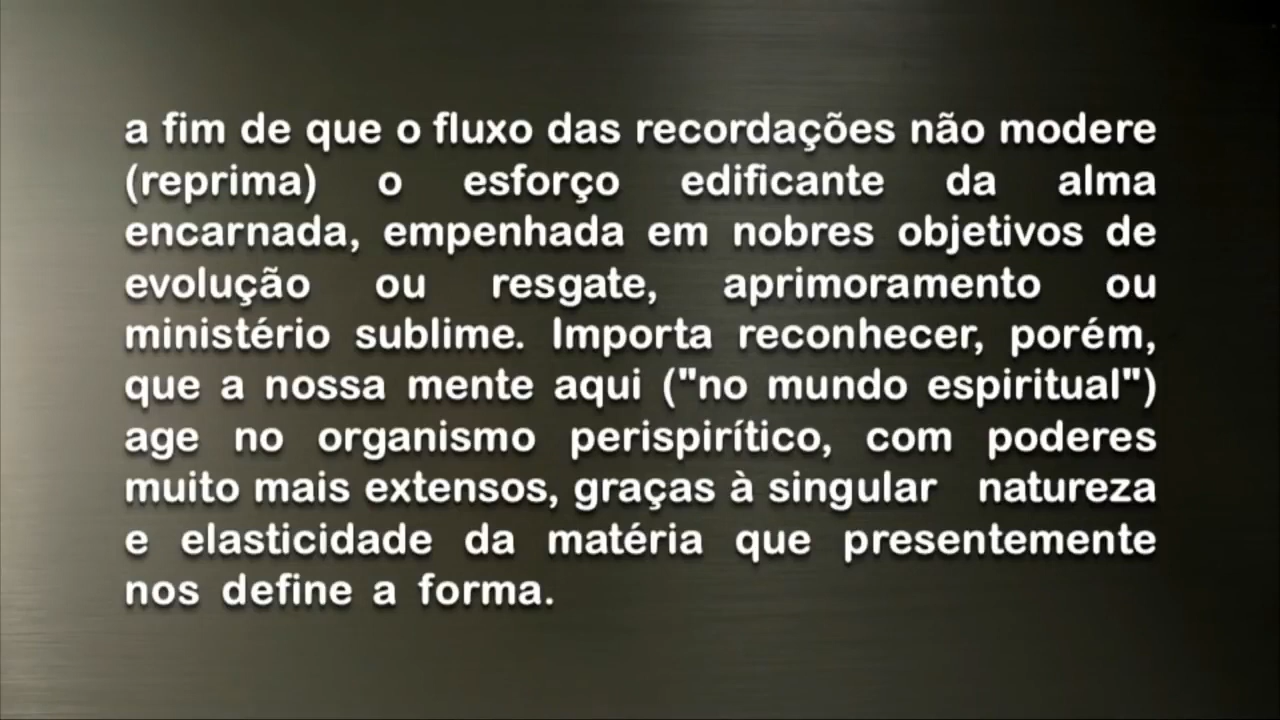 a fim de que o fluxo das recordações não modere
(reprima) o esforço edificante da alma
encarnada, empenhada em nobres objetivos de
evolução ou resgate, aprimoramento ou
ministério sublime. Importa reconhecer, porém,
que a nossa mente aqui ("no mundo espiritual")
age no organismo perispirítico, com poderes
muito mais extensos, graças à singular natureza
e elasticidade da matéria que presentemente
nos define a forma.